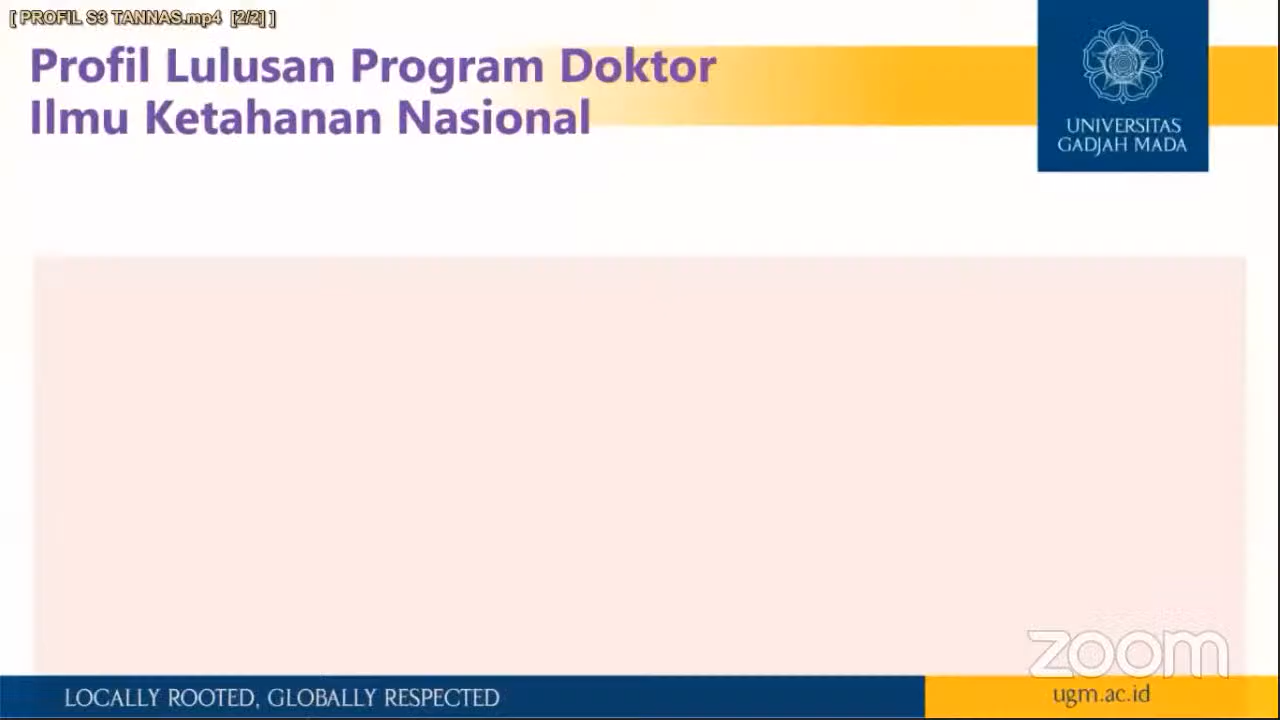 [ PROFIL S3 TANNAS.mp4 [2/2] ]
Profil Lulusan Program Doktor
Ilmu Ketahanan Nasional
UNIVERSITAS
GADJAH MADA
zoom
LOCALLY ROOTED, GLOBALLY RESPECTED
ugm.ac.id